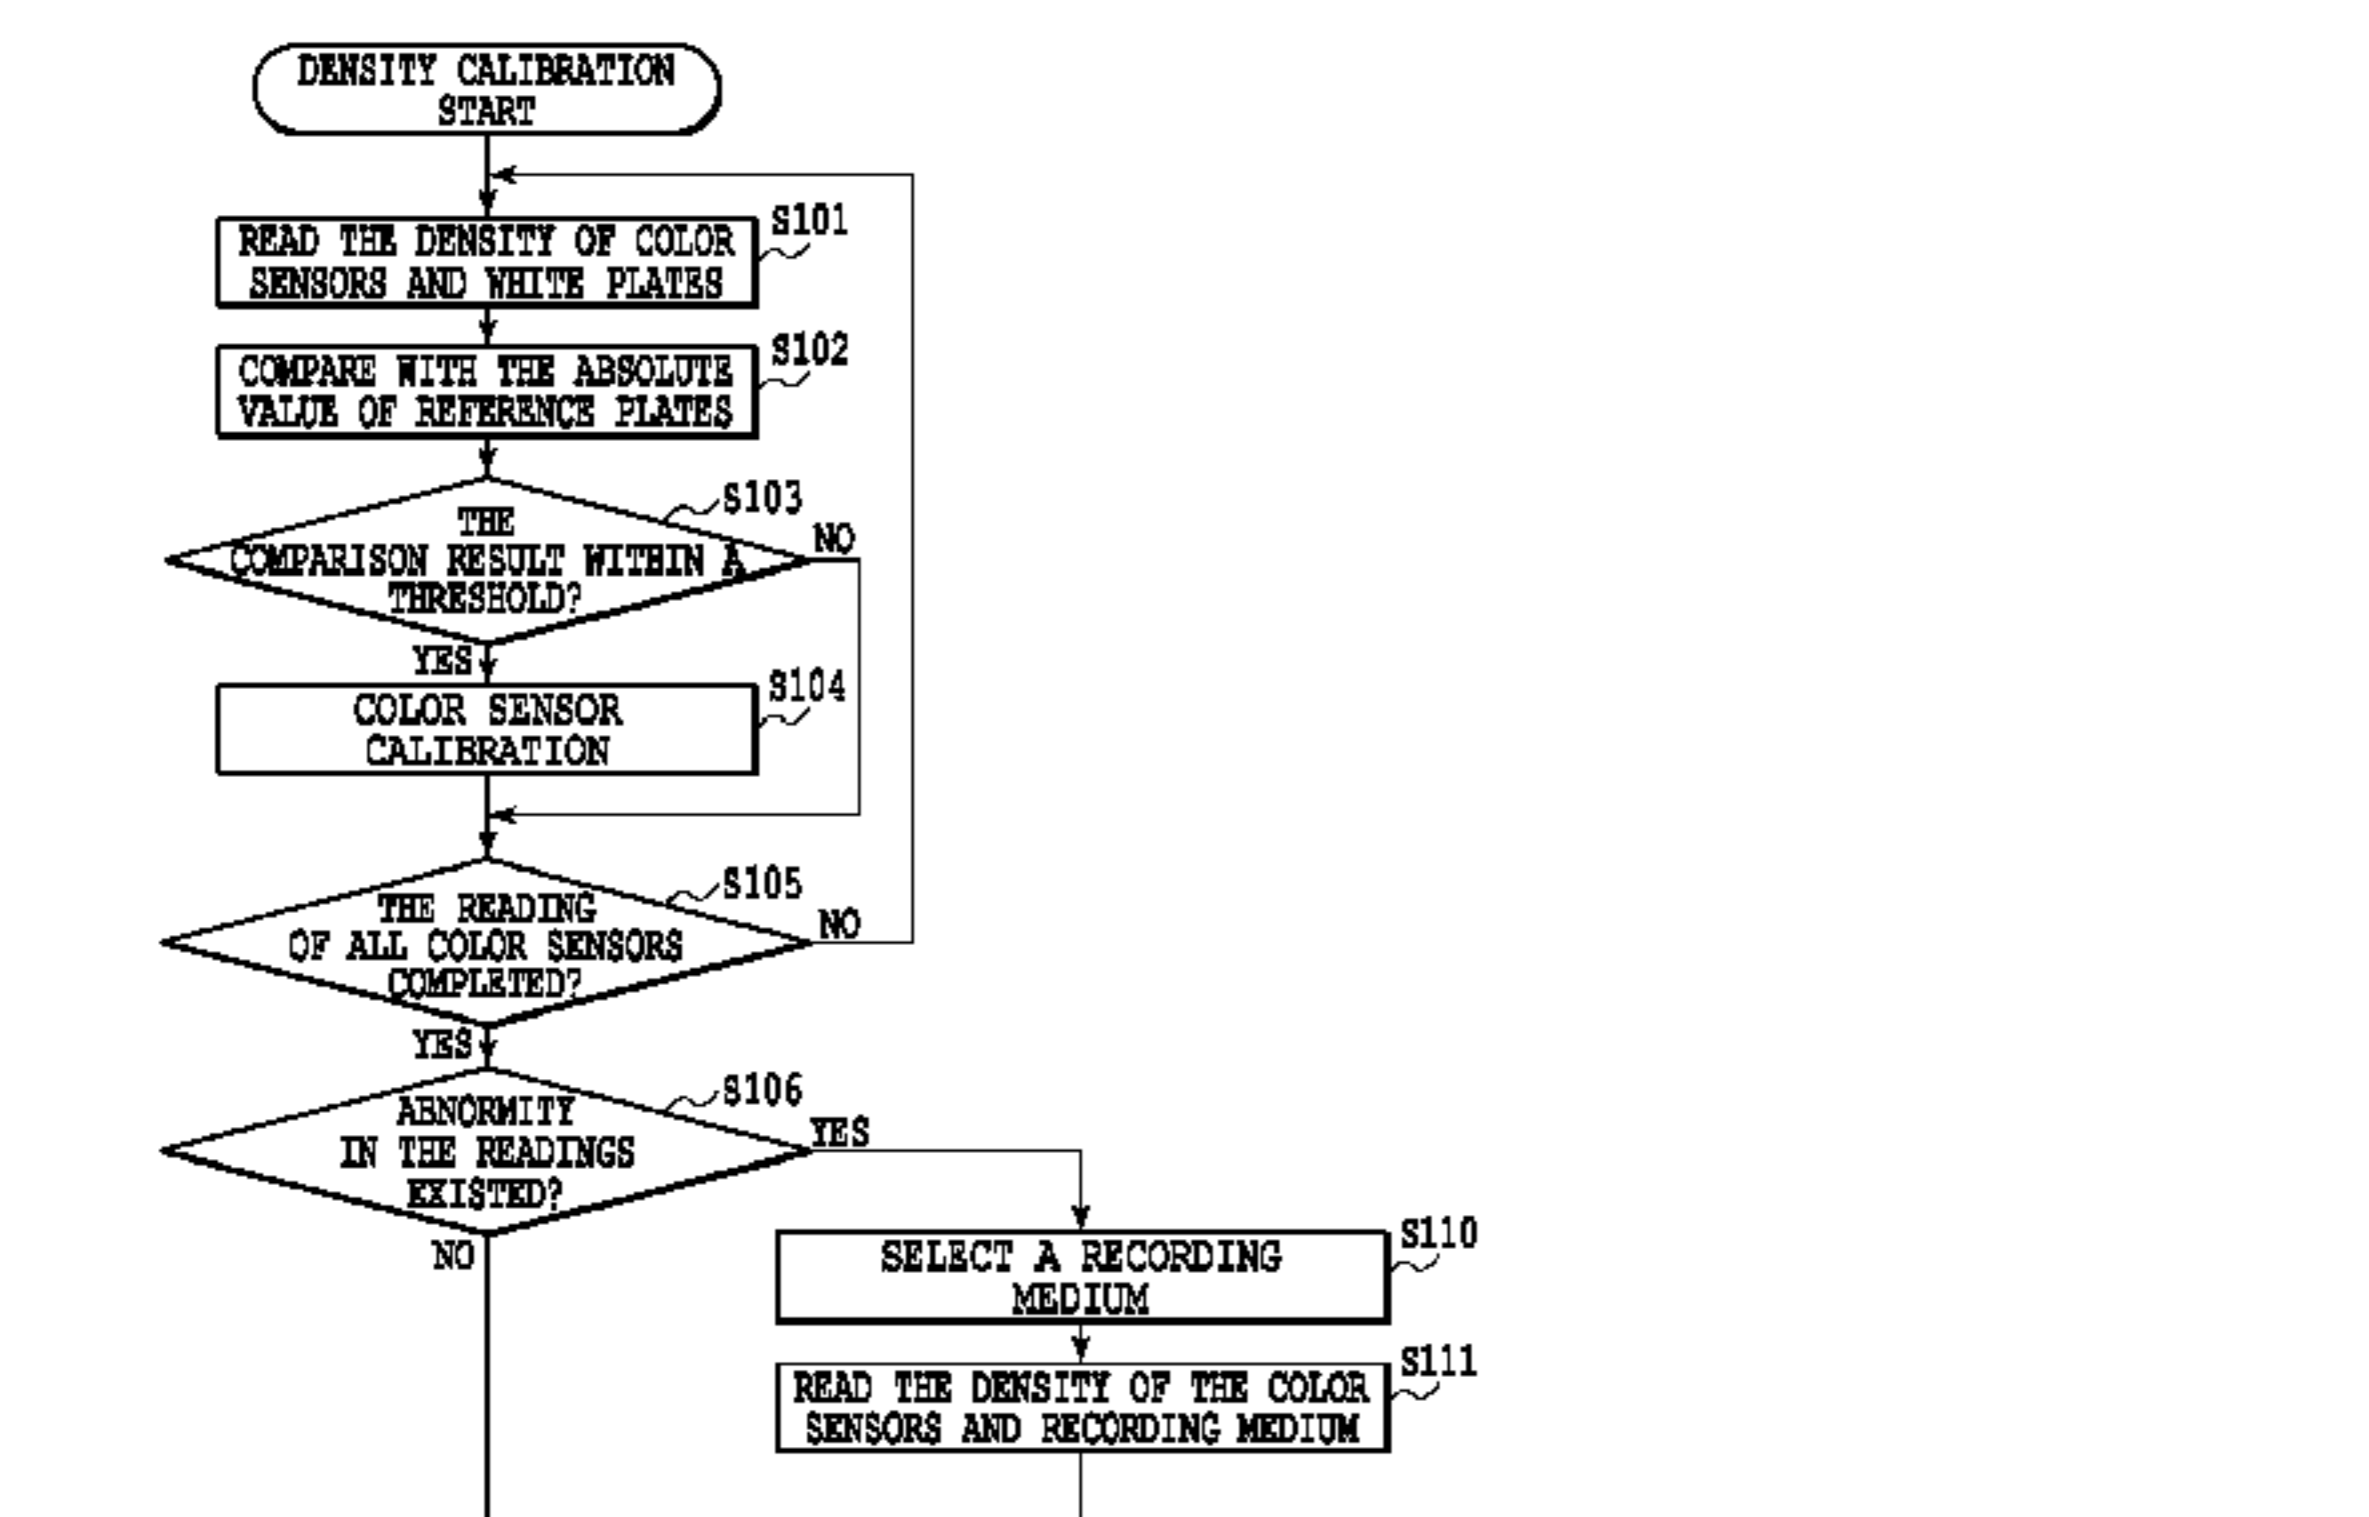 DENSITY CALIBRATION
START
S101
READ THE DENSITY OF COLOR
SENSORS AND WHITE PLATES
S102
COMPARE WITH THE ABSOLUTE
VALUE OF REFERENCE PLATES
S103
THE
COMPARISON RESULT WITHIN A
THRESHOLD?
NO
YES
S104
COLOR SENSOR
CALIBRATION
S105
THE READING
OF ALL COLOR SENSORS
COMPLETED?
NO
YES
S106
ABNORMITY
IN THE READINGS
EXISTED?
YES
NO
S110
SELECT A RECORDING
MEDIUM
S111
READ THE DENSITY OF THE COLOR
SENSORS AND RECORDING MEDIUM